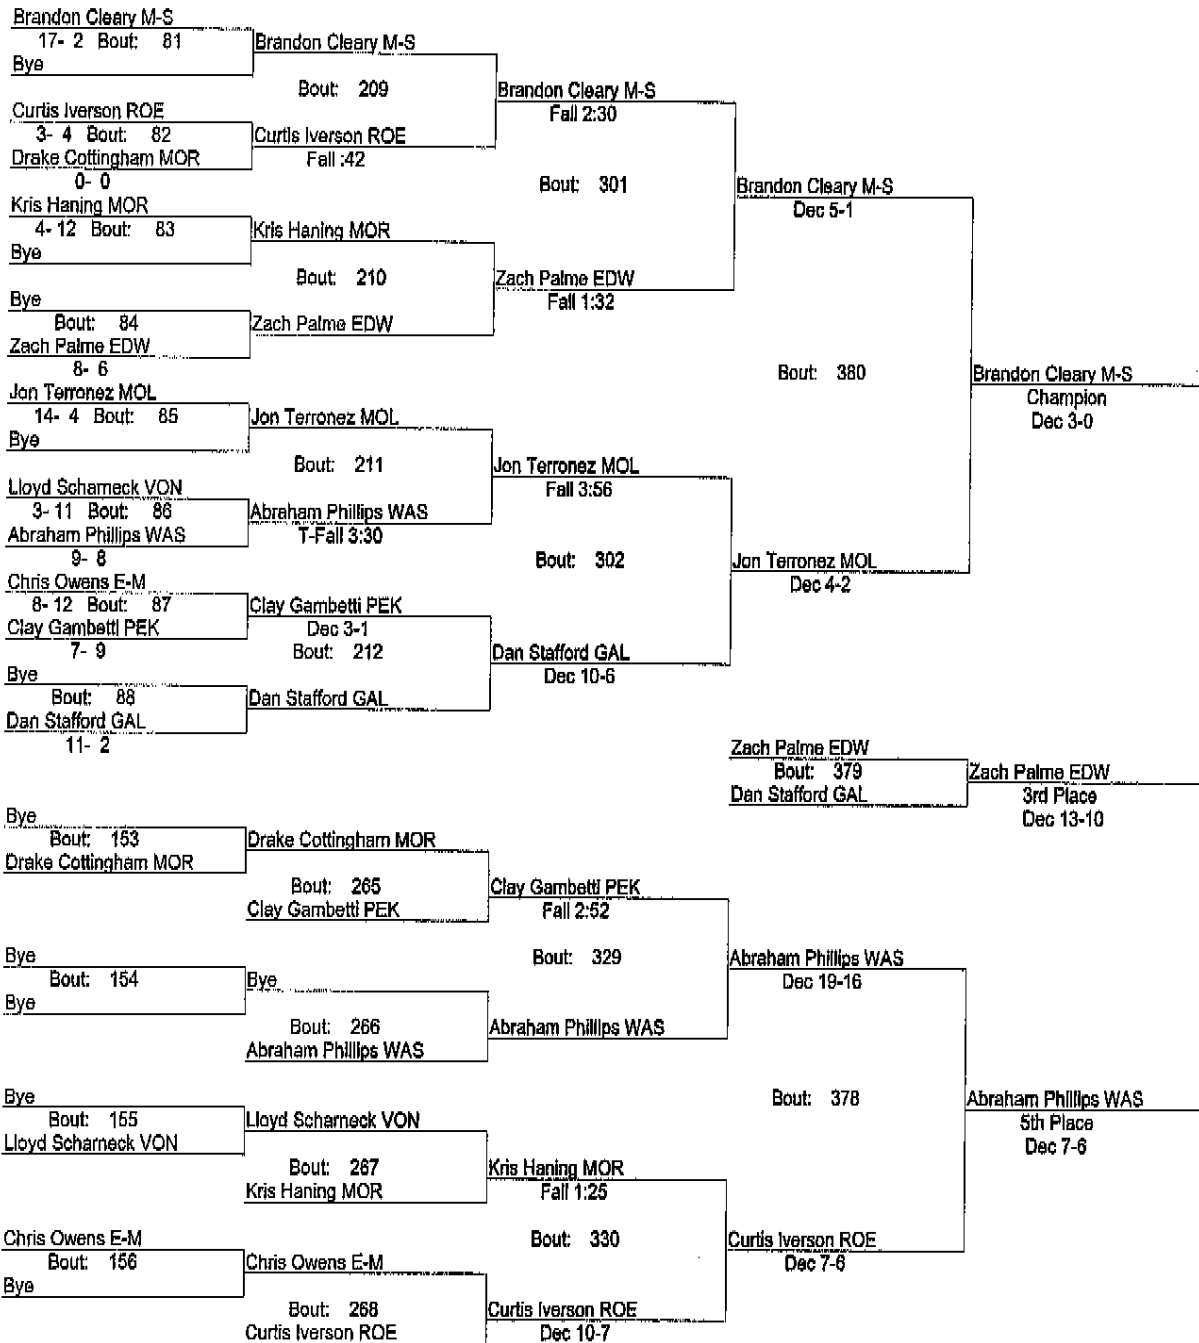 Brandon Cleary M-S
17- 2 Bout: 81
Bye
Brandon Cleary M-S
Bout: 209
Curtis Iverson ROE
3- 4 Bout: 82
Drake Cottingham MOR
0- 0
Curtis Iverson ROE
Fall :42
Brandon Cleary M-S
Fall 2:30
Bout: 301
Kris Haning MOR
4- 12 Bout: 83
Bye
Kris Haning MOR
Bout: 210
Bye
Bout: 84
Zach Palme EDW
8- 6
Zach Palme EDW
Zach Palme EDW
Fall 1:32
Brandon Cleary M-S
Dec 5-1
Bout: 380
Brandon Cleary M-S
Champion
Dec 3-0
Jon Terronez MOL
14- 4 Bout: 85
Bye
Jon Terronez MOL
Bout: 211
Lloyd Scharneck VON
3- 11 Bout: 86
Abraham Phillips WAS
9- 8
Abraham Phillips WAS
T-Fall 3:30
Jon Terronez MOL
Fall 3:56
Bout: 302
Jon Terronez MOL
Dec 4-2
Chris Owens E-M
8- 12 Bout: 87
Clay Gambetti PEK
7- 9
Clay Gambetti PEK
Dec 3-1
Bout: 212
Bye
Bout: 88
Dan Stafford GAL
11- 2
Dan Stafford GAL
Dan Stafford GAL
Dec 10-6
Zach Palme EDW
Bout: 379
Dan Stafford GAL
Zach Palme EDW
3rd Place
Dec 13-10
Bye
Bout: 153
Drake Cottingham MOR
Drake Cottingham MOR
Bout: 265
Clay Gambetti PEK
Clay Gambetti PEK
Fall 2:52
Bout: 329
Bye
Bout: 154
Bye
Bye
Bout: 266
Abraham Phillips WAS
Abraham Phillips WAS
Abraham Phillips WAS
Dec 19-16
Bout: 378
Abraham Phillips WAS
5th Place
Dec 7-6
Bye
Bout: 155
Lloyd Scharneck VON
Lloyd Scharneck VON
Bout: 267
Kris Haning MOR
Kris Haning MOR
Fall 1:25
Bout: 330
Curtis Iverson ROE
Dec 7-6
Chris Owens E-M
Bout: 156
Bye
Chris Owens E-M
Bout: 268
Curtis Iverson ROE
Curtis Iverson ROE
Dec 10-7